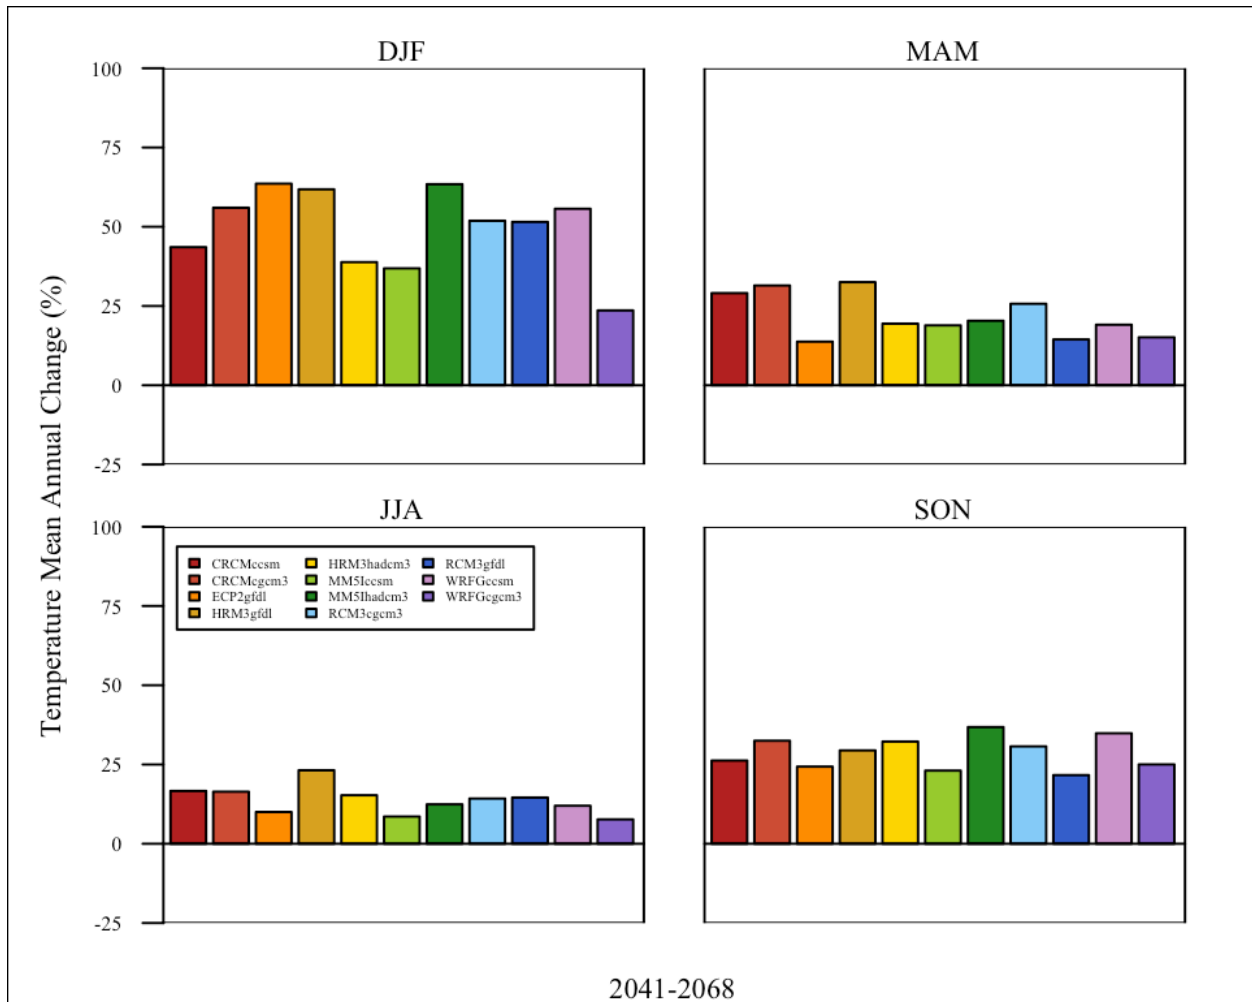 DJF
MAM
100
75
50
25
0
-25
Temperature Mean Annual Change (%)
JJA
SON
100
75
50
25
0
-25
CRCMccsm
CRCMcgcm3
ECP2gfdl
HRM3gfdl
HRM3hadcm3
MM5Iccsm
MM5Ihadcm3
RCM3cgcm3
RCM3gfdl
WRFGccsm
WRFGcgcm3
2041-2068